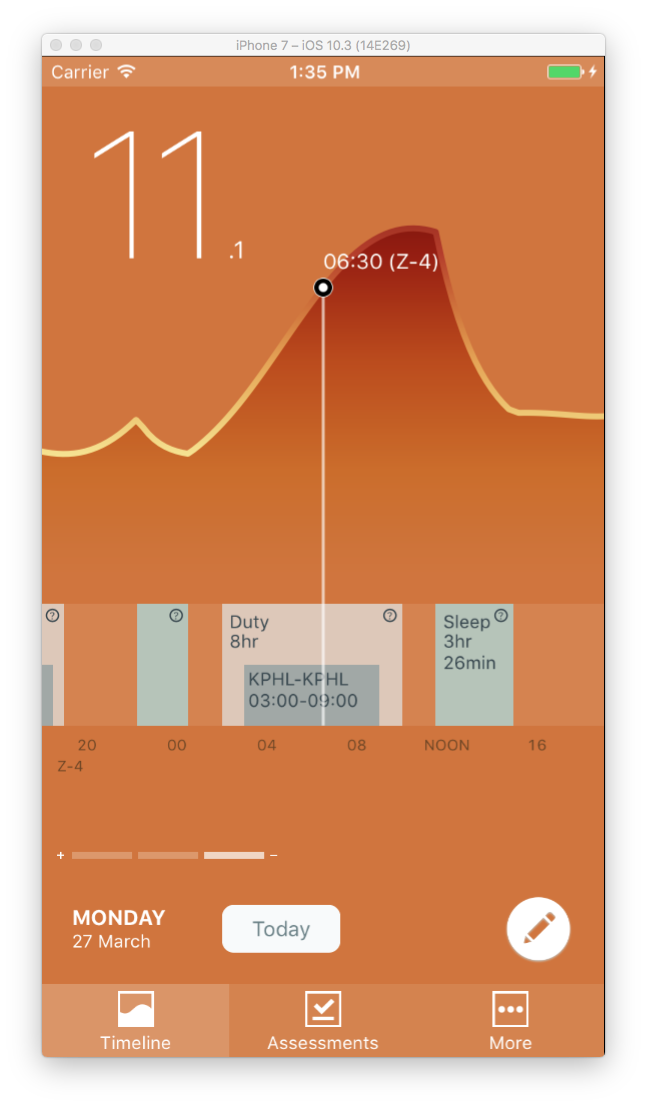 iPhone 7 – iOS 10.3 (14E269)
Carrier 1:35 PM
11.1
06:30 (Z-4)
Duty
8hr
KPHL-KPHL
03:00-09:00
Sleep
3hr
26min
20 00 04 08 NOON 16
Z-4
+ –
MONDAY
27 March
Today
Timeline Assessments More